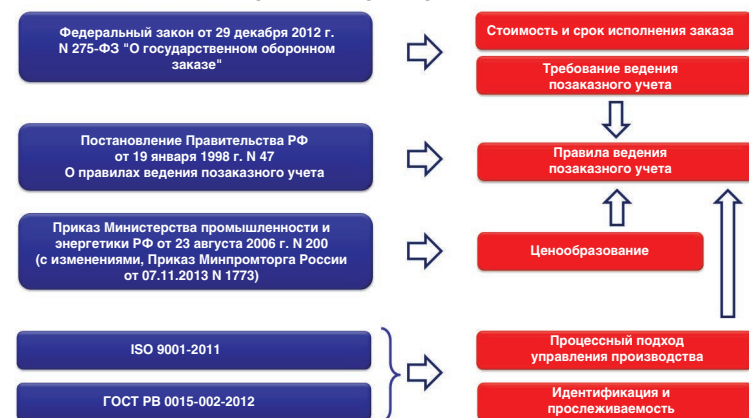 Федеральный закон от 29 декабря 2012 г.
N 275-ФЗ "О государственном оборонном
заказе"
Стоимость и срок исполнения заказа
Требование ведения
позаказного учета
Постановление Правительства РФ
от 19 января 1998 г. N 47
О правилах ведения позаказного учета
Правила ведения
позаказного учета
Приказ Министерства промышленности и
энергетики РФ от 23 августа 2006 г. N 200
(с изменениями, Приказ Минпромторга России
от 07.11.2013 N 1773)
Ценообразование
ISO 9001-2011
Процессный подход
управления производства
ГОСТ РВ 0015-002-2012
Идентификация и
прослеживаемость